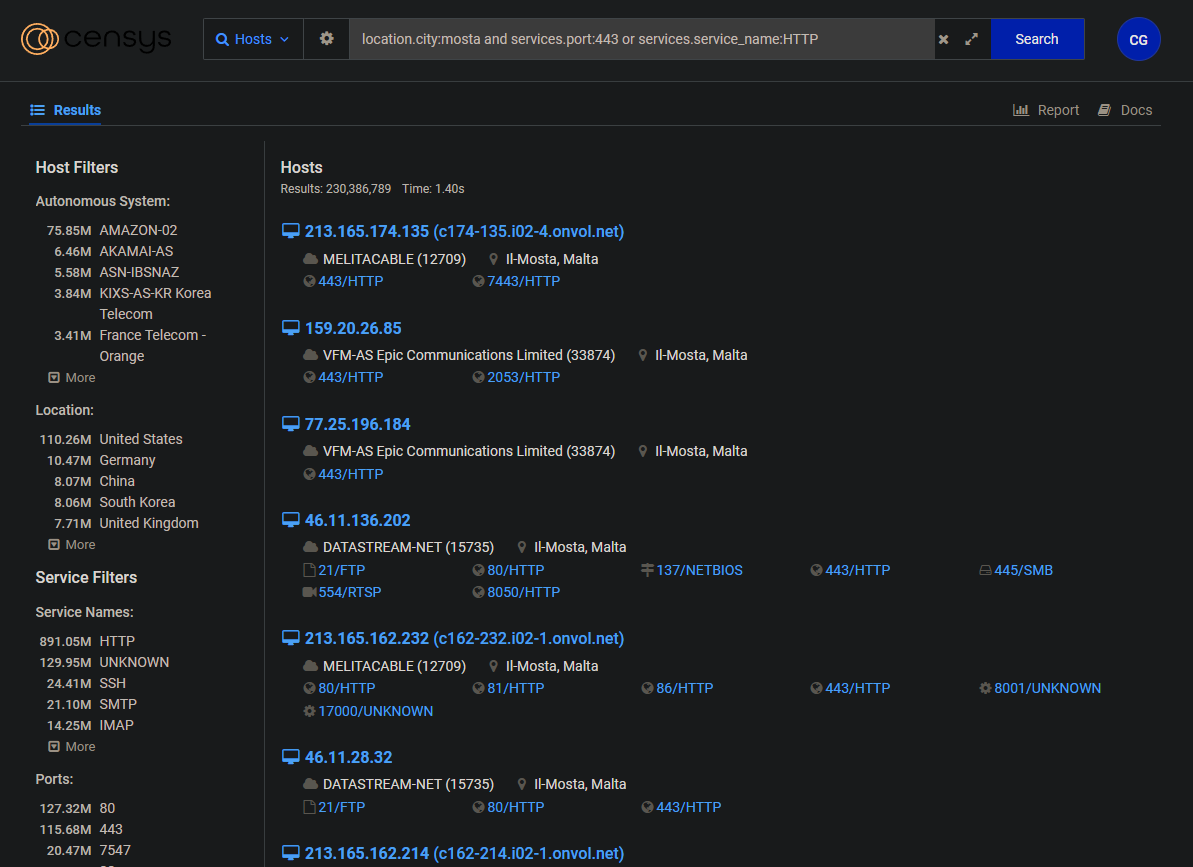 censys
Hosts
location.city:mosta and services.port:443 or services.service_name:HTTP
Search
CG
Results
Report
Docs
Host Filters
Autonomous System:
75.85M AMAZON-02
6.46M AKAMAI-AS
5.58M ASN-IBSNAZ
3.84M KIXS-AS-KR Korea
Telecom
3.41M France Telecom -
Orange
More
Location:
110.26M United States
10.47M Germany
8.07M China
8.06M South Korea
7.71M United Kingdom
More
Service Filters
Service Names:
891.05M HTTP
129.95M UNKNOWN
24.41M SSH
21.10M SMTP
14.25M IMAP
More
Ports:
127.32M 80
115.68M 443
20.47M 7547
Hosts
Results: 230,386,789 Time: 1.40s
213.165.174.135 (c174-135.i02-4.onvol.net)
MELITACABLE (12709) Il-Mosta, Malta
443/HTTP 7443/HTTP
159.20.26.85
VFM-AS Epic Communications Limited (33874) Il-Mosta, Malta
443/HTTP 2053/HTTP
77.25.196.184
VFM-AS Epic Communications Limited (33874) Il-Mosta, Malta
443/HTTP
46.11.136.202
DATASTREAM-NET (15735) Il-Mosta, Malta
21/FTP 80/HTTP 137/NETBIOS 443/HTTP 445/SMB
554/RTSP 8050/HTTP
213.165.162.232 (c162-232.i02-1.onvol.net)
MELITACABLE (12709) Il-Mosta, Malta
80/HTTP 81/HTTP 86/HTTP 443/HTTP 8001/UNKNOWN
17000/UNKNOWN
46.11.28.32
DATASTREAM-NET (15735) Il-Mosta, Malta
21/FTP 80/HTTP 443/HTTP
213.165.162.214 (c162-214.i02-1.onvol.net)